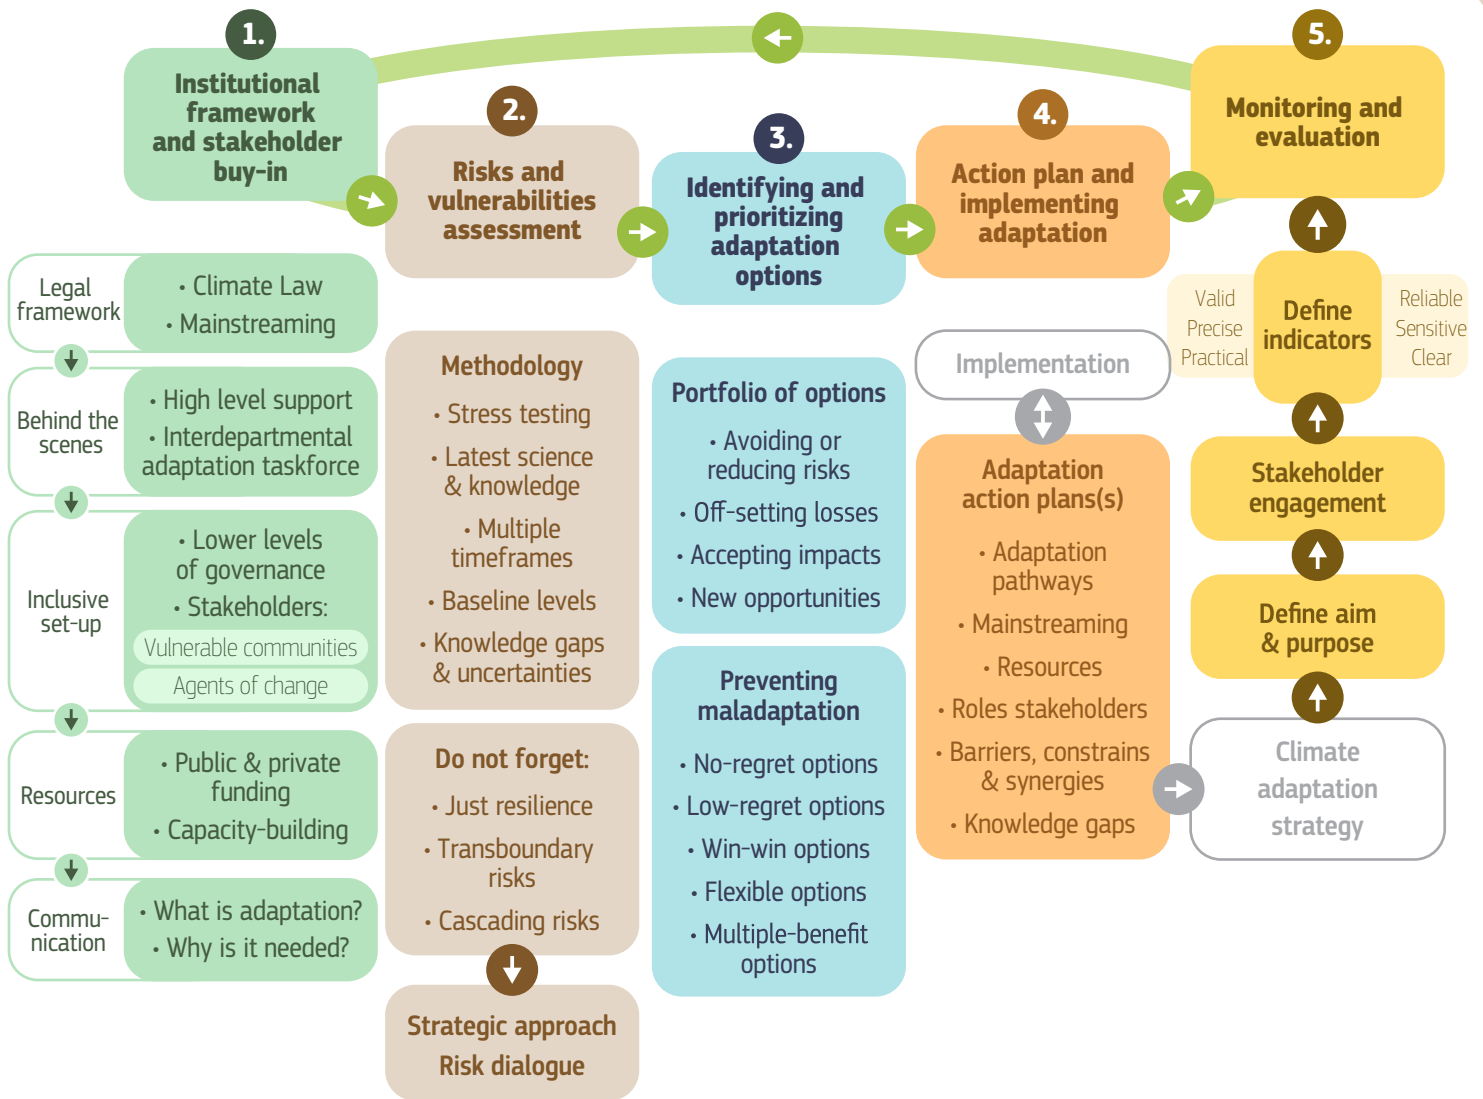 1.
Institutional
framework
and stakeholder
buy-in
Legal
framework
• Climate Law
• Mainstreaming
Behind the
scenes
• High level support
• Interdepartmental
adaptation taskforce
Inclusive
set-up
• Lower levels
of governance
• Stakeholders:
Vulnerable communities
Agents of change
Resources
• Public & private
funding
• Capacity-building
Commu-
nication
• What is adaptation?
• Why is it needed?
2.
Risks and
vulnerabilities
assessment
Methodology
• Stress testing
• Latest science
& knowledge
• Multiple
timeframes
• Baseline levels
• Knowledge gaps
& uncertainties
Do not forget:
• Just resilience
• Transboundary
risks
• Cascading risks
Strategic approach
Risk dialogue
3.
Identifying and
prioritizing
adaptation
options
Portfolio of options
• Avoiding or
reducing risks
• Off-setting losses
• Accepting impacts
• New opportunities
Preventing
maladaptation
• No-regret options
• Low-regret options
• Win-win options
• Flexible options
• Multiple-benefit
options
4.
Action plan and
implementing
adaptation
Implementation
Adaptation
action plans(s)
• Adaptation
pathways
• Mainstreaming
• Resources
• Roles stakeholders
• Barriers, constrains
& synergies
• Knowledge gaps
5.
Monitoring and
evaluation
Valid
Precise
Practical
Define
indicators
Reliable
Sensitive
Clear
Stakeholder
engagement
Define aim
& purpose
Climate
adaptation
strategy